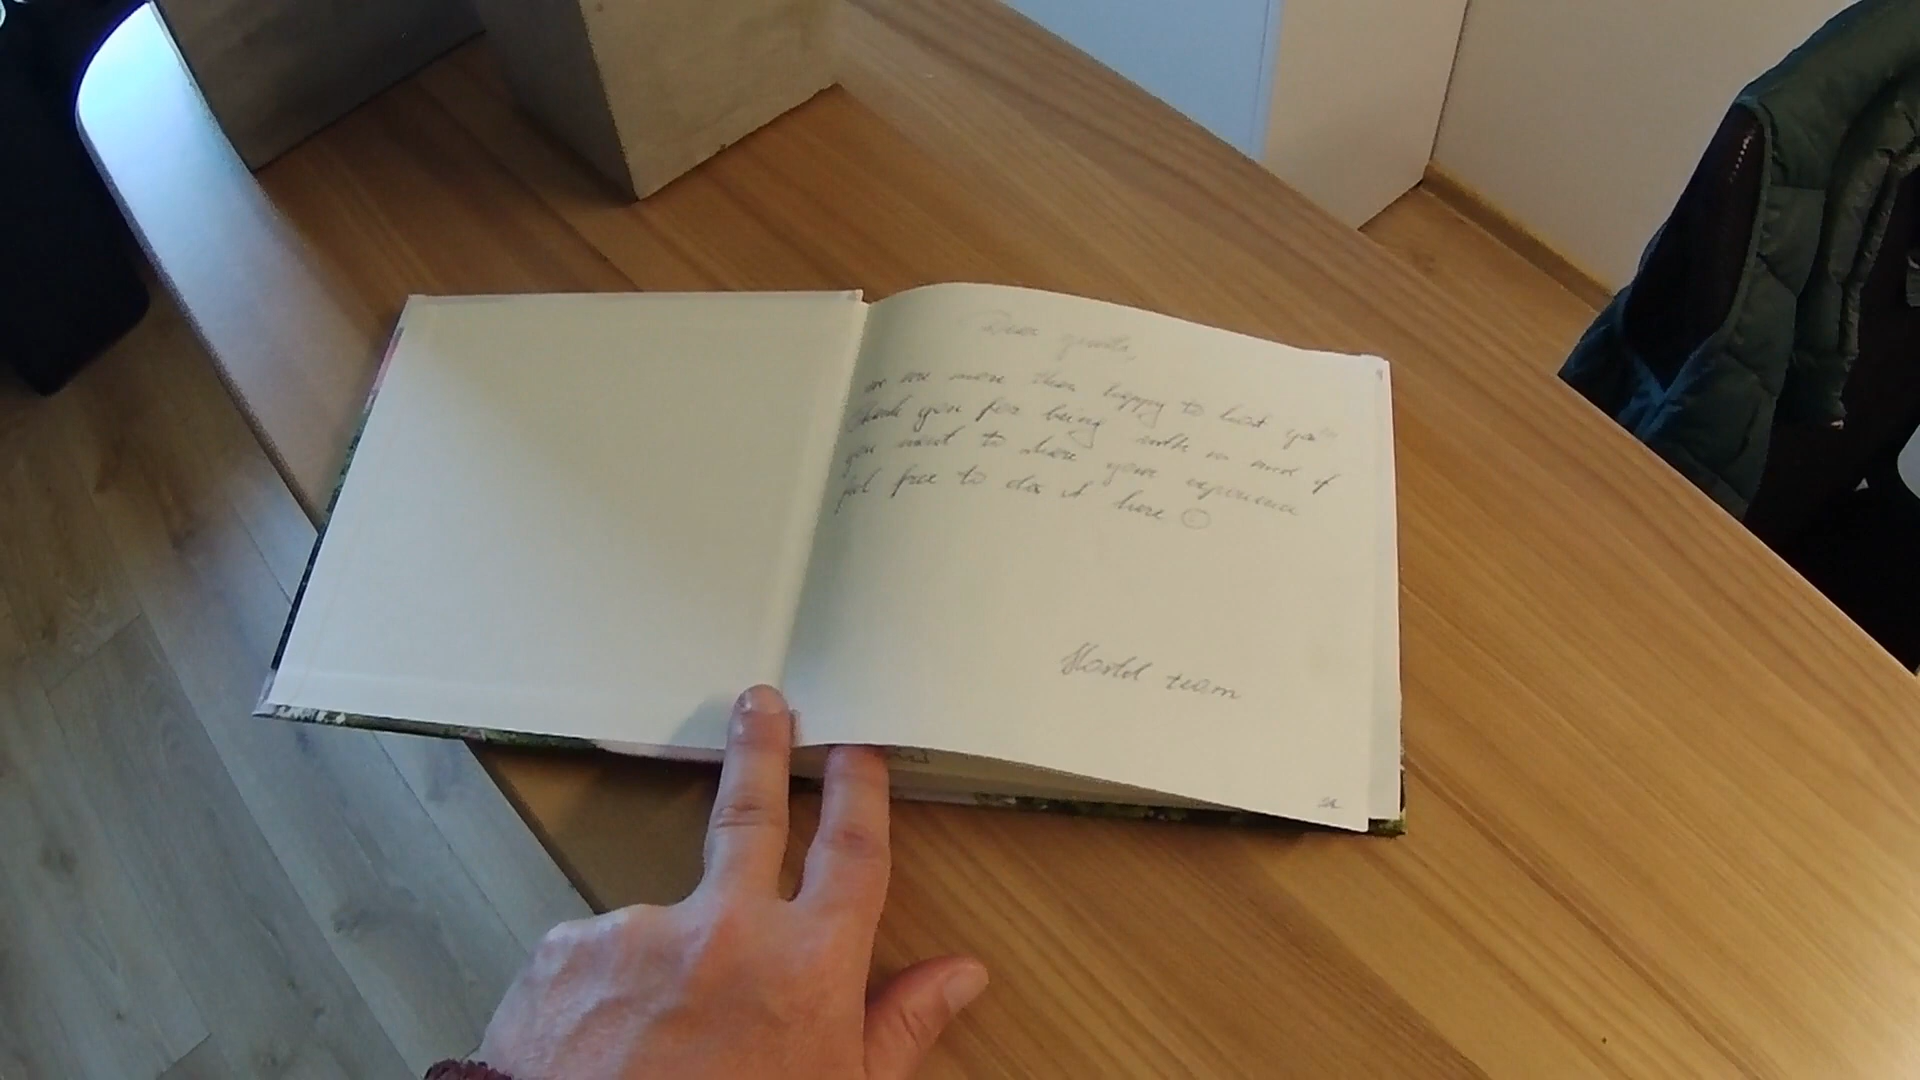 Dear guests,
we are more than happy to host you
Thank you for being with us and if
you want to share your experience
feel free to do it here ☺
team